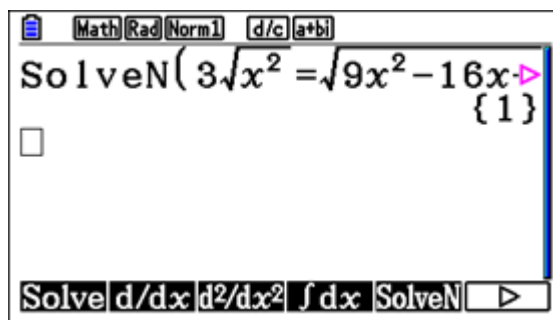 Math Rad Norm1 d/c a+bi
SolveN(3√x² =√9x²−16x-
{1}
Solve d/dx d²/dx² ∫dx SolveN ▷